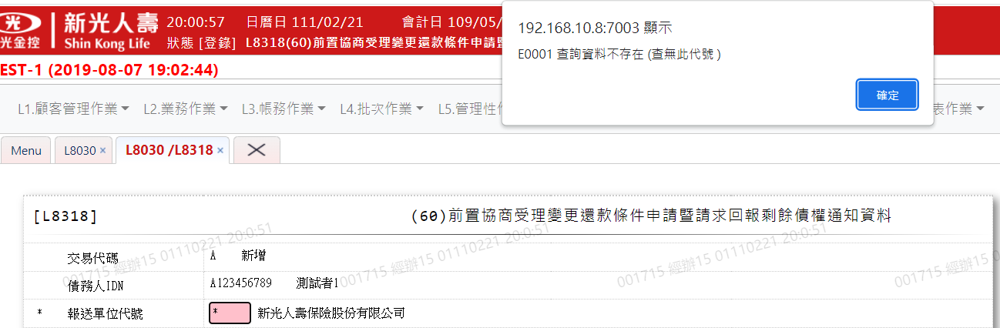 新光人壽
光金控
Shin Kong Life
20:00:57 日曆日 111/02/21 會計日 109/05/
狀態 [登錄] L8318(60)前置協商受理變更還款條件申請暨
192.168.10.8:7003 顯示
E0001 查詢資料不存在 (查無此代號 )
確定
EST-1 (2019-08-07 19:02:44)
L1.顧客管理作業 L2.業務作業 L3.帳務作業 L4.批次作業 L5.管理性 表作業
Menu L8030 × L8030 /L8318 ×
[L8318] (60)前置協商受理變更還款條件申請暨請求回報剩餘債權通知資料
交易代碼 A 新增
債務人IDN A123456789 測試者1
* 報送單位代號 * 新光人壽保險股份有限公司
001715 經辦15 01110221 20:0:51
001715 經辦15 01110221 20:0:51
001715 經辦15 01110221 20:0:51
001715 經辦15